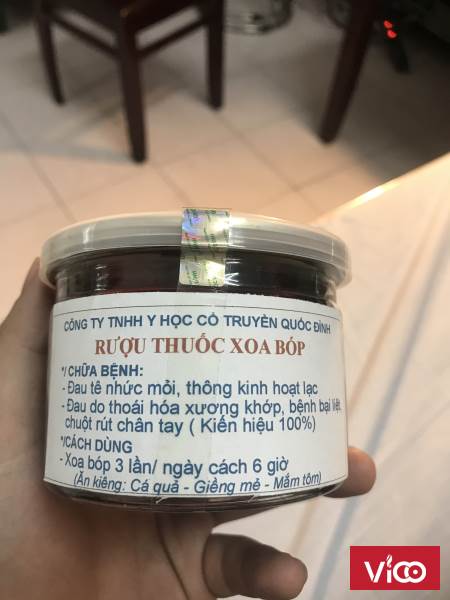 CÔNG TY TNHH Y HỌC CỔ TRUYỀN QUỐC ĐÌNH
RƯỢU THUỐC XOA BÓP
*/ CHỮA BỆNH:
- Đau tê nhức mỏi, thông kinh hoạt lạc
- Đau do thoái hóa xương khớp, bệnh bại liệt
chuột rút chân tay ( Kiến hiệu 100%)
*/CÁCH DÙNG
- Xoa bóp 3 lần/ ngày cách 6 giờ
(Ăn kiêng: Cá quả - Giềng mẻ - Mắm tôm)
ViCO